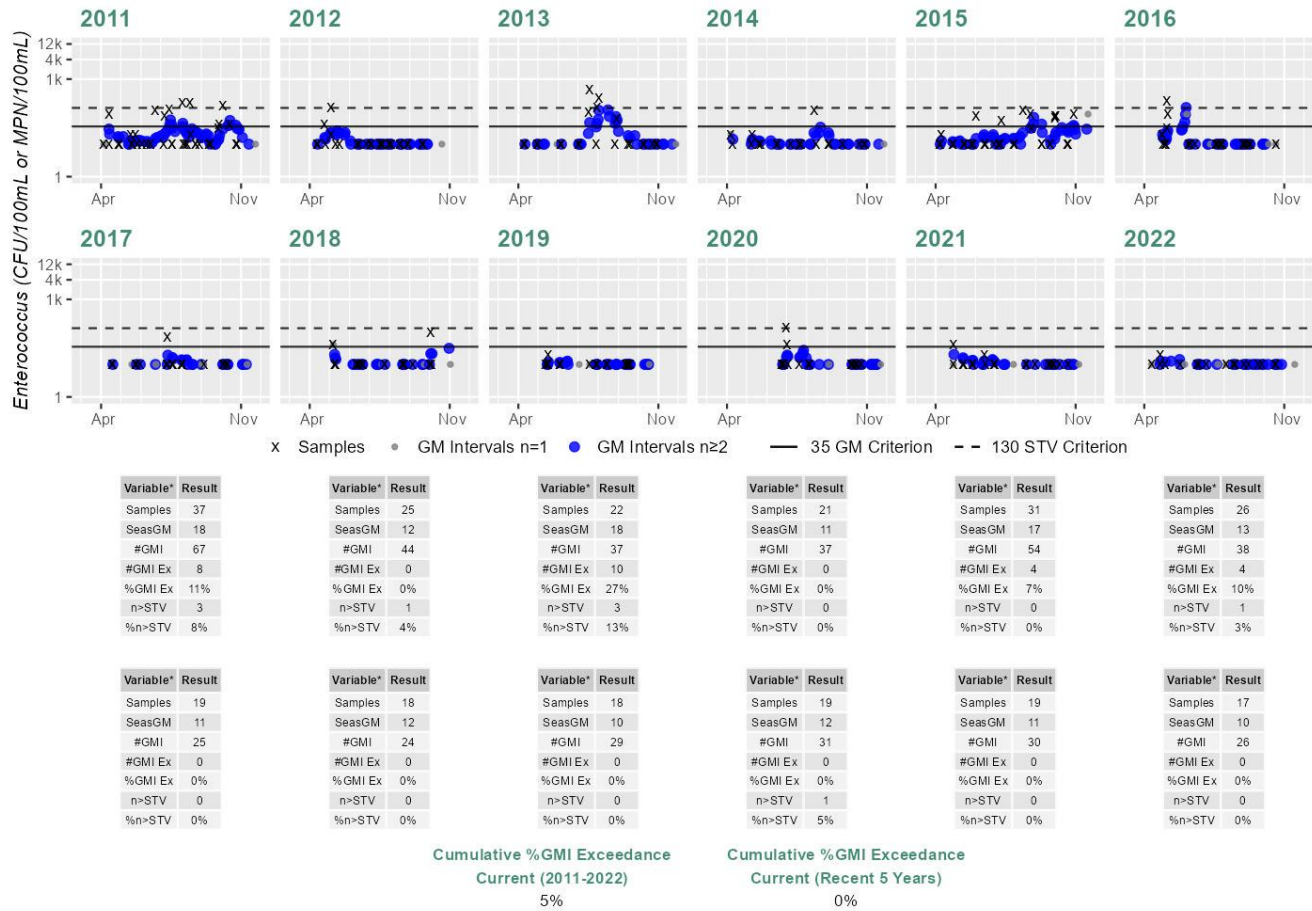 2011 2012 2013 2014 2015 2016
Enterococcus (CFU/100mL or MPN/100mL)
12k
4k
1k
1
Apr Nov Apr Nov Apr Nov Apr Nov Apr Nov Apr Nov
2017 2018 2019 2020 2021 2022
12k
4k
1k
1
Apr Nov Apr Nov Apr Nov Apr Nov Apr Nov Apr Nov
x Samples GM Intervals n=1 GM Intervals n≥2 35 GM Criterion 130 STV Criterion
Variable* Result Variable* Result Variable* Result Variable* Result Variable* Result Variable* Result
Samples 37 Samples 25 Samples 22 Samples 21 Samples 31 Samples 26
SeasGM 18 SeasGM 12 SeasGM 18 SeasGM 11 SeasGM 17 SeasGM 13
#GMI 67 #GMI 44 #GMI 37 #GMI 37 #GMI 54 #GMI 38
#GMI Ex 8 #GMI Ex 0 #GMI Ex 10 #GMI Ex 0 #GMI Ex 4 #GMI Ex 4
%GMI Ex 11% %GMI Ex 0% %GMI Ex 27% %GMI Ex 0% %GMI Ex 7% %GMI Ex 10%
n>STV 3 n>STV 1 n>STV 3 n>STV 0 n>STV 0 n>STV 1
%n>STV 8% %n>STV 4% %n>STV 13% %n>STV 0% %n>STV 0% %n>STV 3%
Variable* Result Variable* Result Variable* Result Variable* Result Variable* Result Variable* Result
Samples 19 Samples 18 Samples 18 Samples 19 Samples 19 Samples 17
SeasGM 11 SeasGM 12 SeasGM 10 SeasGM 12 SeasGM 11 SeasGM 10
#GMI 25 #GMI 24 #GMI 29 #GMI 31 #GMI 30 #GMI 26
#GMI Ex 0 #GMI Ex 0 #GMI Ex 0 #GMI Ex 0 #GMI Ex 0 #GMI Ex 0
%GMI Ex 0% %GMI Ex 0% %GMI Ex 0% %GMI Ex 0% %GMI Ex 0% %GMI Ex 0%
n>STV 0 n>STV 0 n>STV 0 n>STV 1 n>STV 0 n>STV 0
%n>STV 0% %n>STV 0% %n>STV 0% %n>STV 5% %n>STV 0% %n>STV 0%
Cumulative %GMI Exceedance Cumulative %GMI Exceedance
Current (2011-2022) Current (Recent 5 Years)
5% 0%